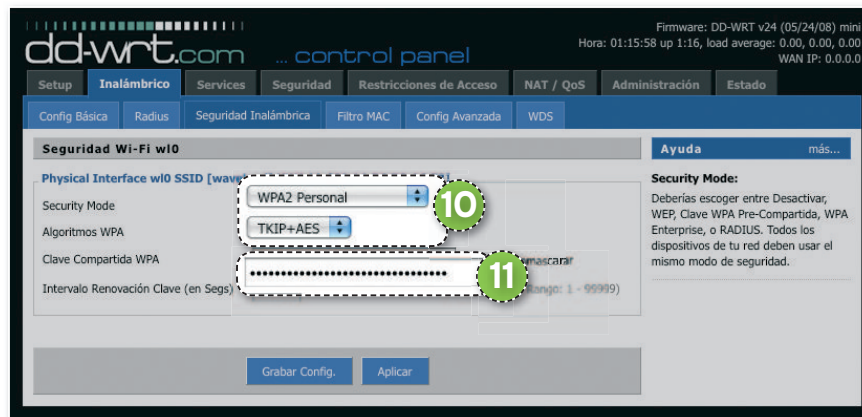 Firmware: DD-WRT v24 (05/24/08) mini
dd-wrt.com ... control panel
Hora: 01:15:58 up 1:16, load average: 0.00, 0.00, 0.00
WAN IP: 0.0.0.0
Setup Inalámbrico Services Seguridad Restricciones de Acceso NAT / QoS Administración Estado
Config Básica Radius Seguridad Inalámbrica Filtro MAC Config Avanzada WDS
Seguridad Wi-Fi wl0
Physical Interface wl0 SSID
Security Mode WPA2 Personal 10
Algoritmos WPA TKIP+AES
Clave Compartida WPA 11
Intervalo Renovación Clave (en Segs) Rango: 1 - 99999)
Grabar Config. Aplicar
Ayuda más...
Security Mode:
Deberías escoger entre Desactivar,
WEP, Clave WPA Pre-Compartida, WPA
Enterprise, o RADIUS. Todos los
dispositivos de tu red deben usar el
mismo modo de seguridad.